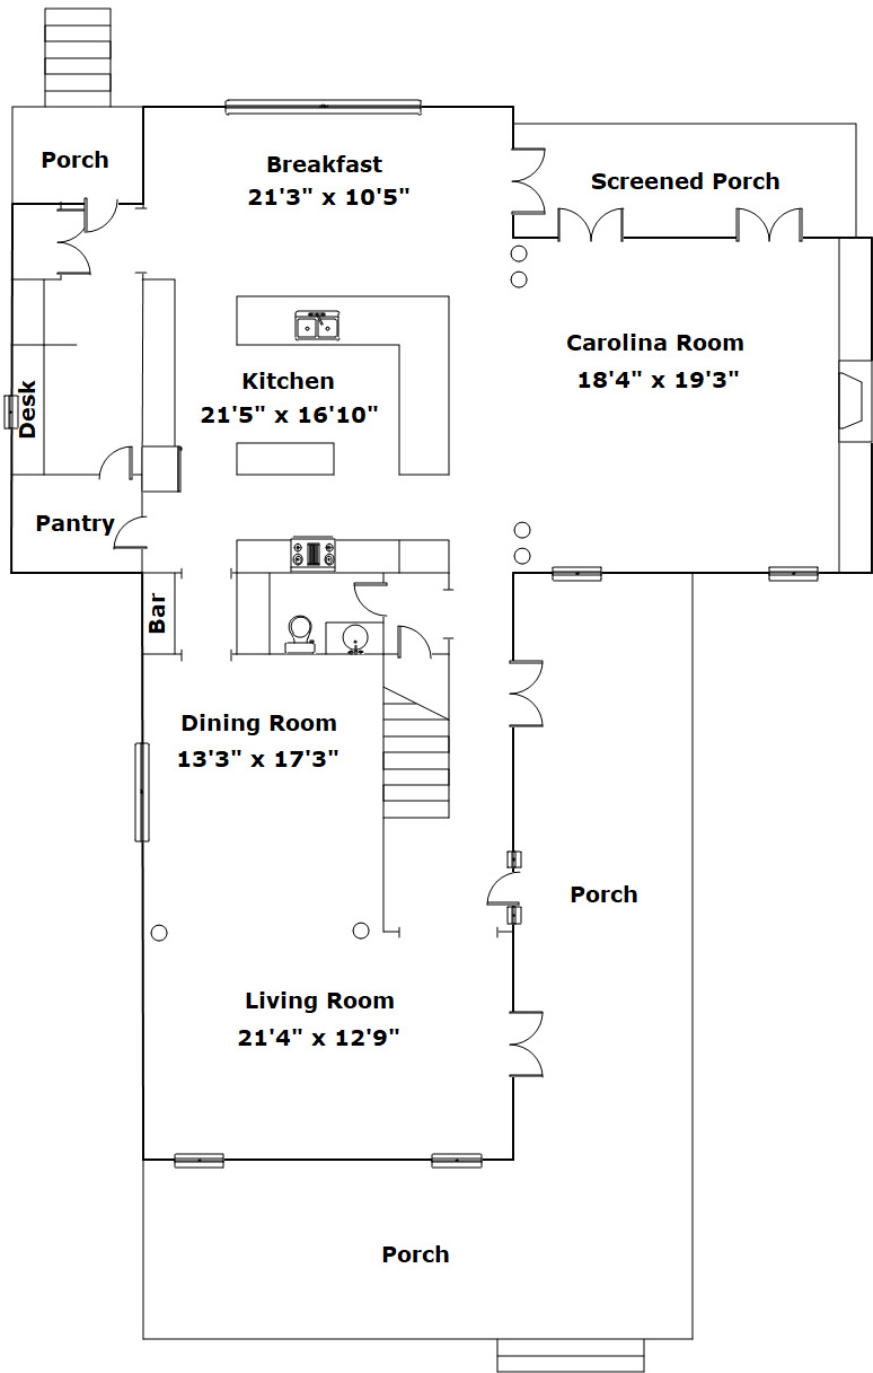 Porch
Breakfast
21'3" x 10'5"
Screened Porch
Carolina Room
18'4" x 19'3"
Kitchen
21'5" x 16'10"
Desk
Pantry
Bar
Dining Room
13'3" x 17'3"
Porch
Living Room
21'4" x 12'9"
Porch